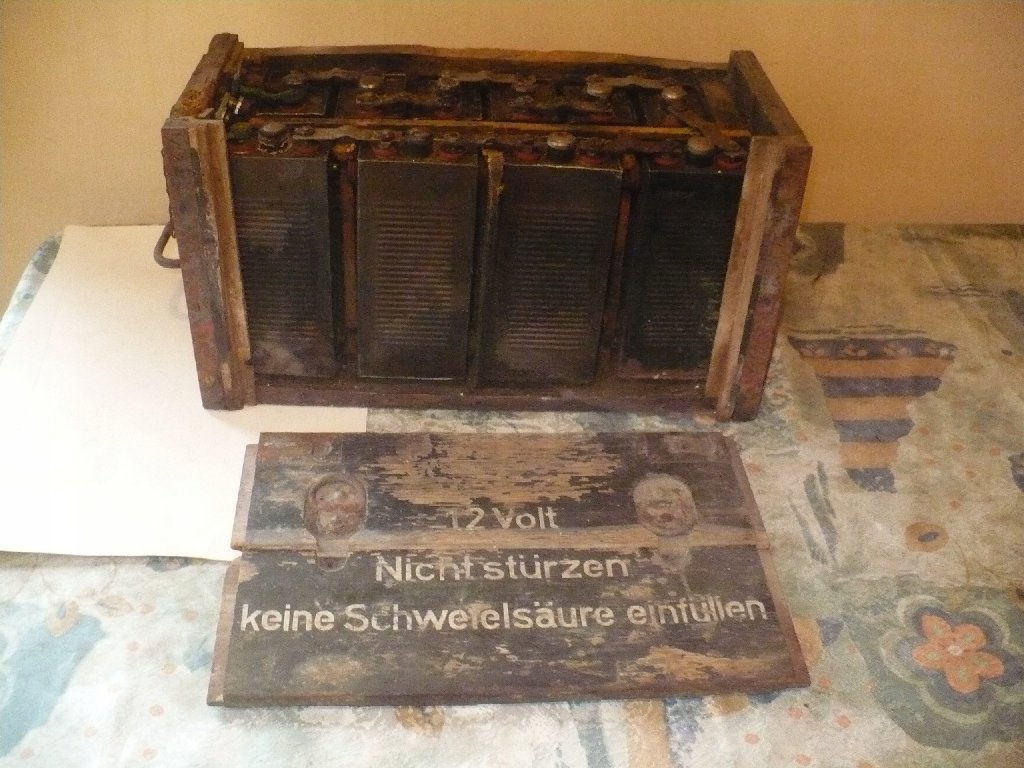 12 Volt
Nicht stürzen
keine Schwefelsäure einfüllen